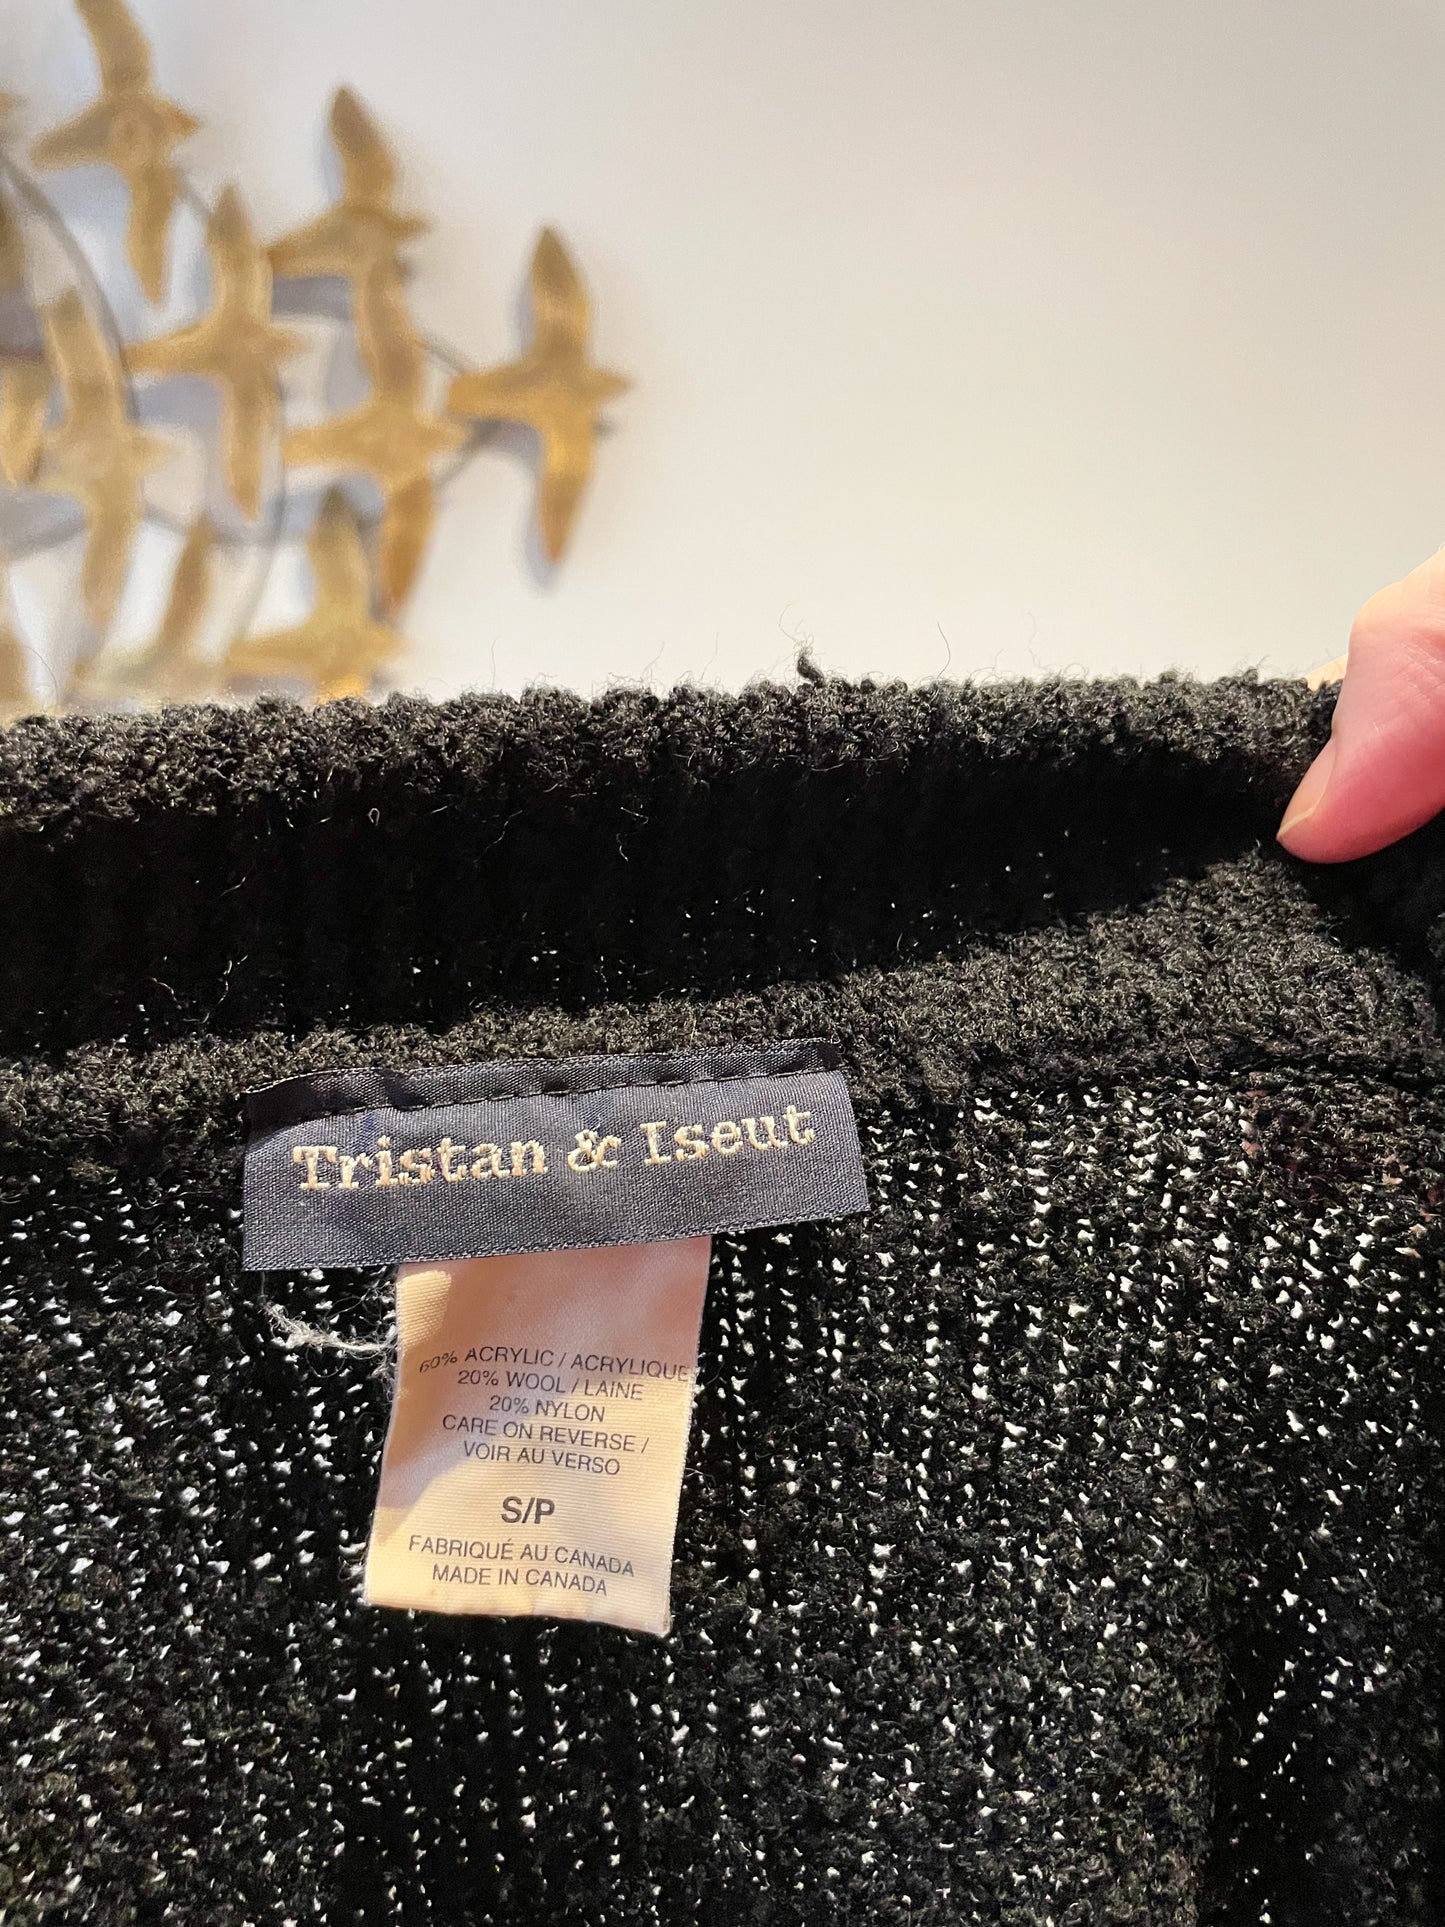 Tristan & Iseut
60% ACRYLIC / ACRYLIQUE
20% WOOL / LAINE
20% NYLON
CARE ON REVERSE /
VOIR AU VERSO
S/P
FABRIQUÉ AU CANADA
MADE IN CANADA